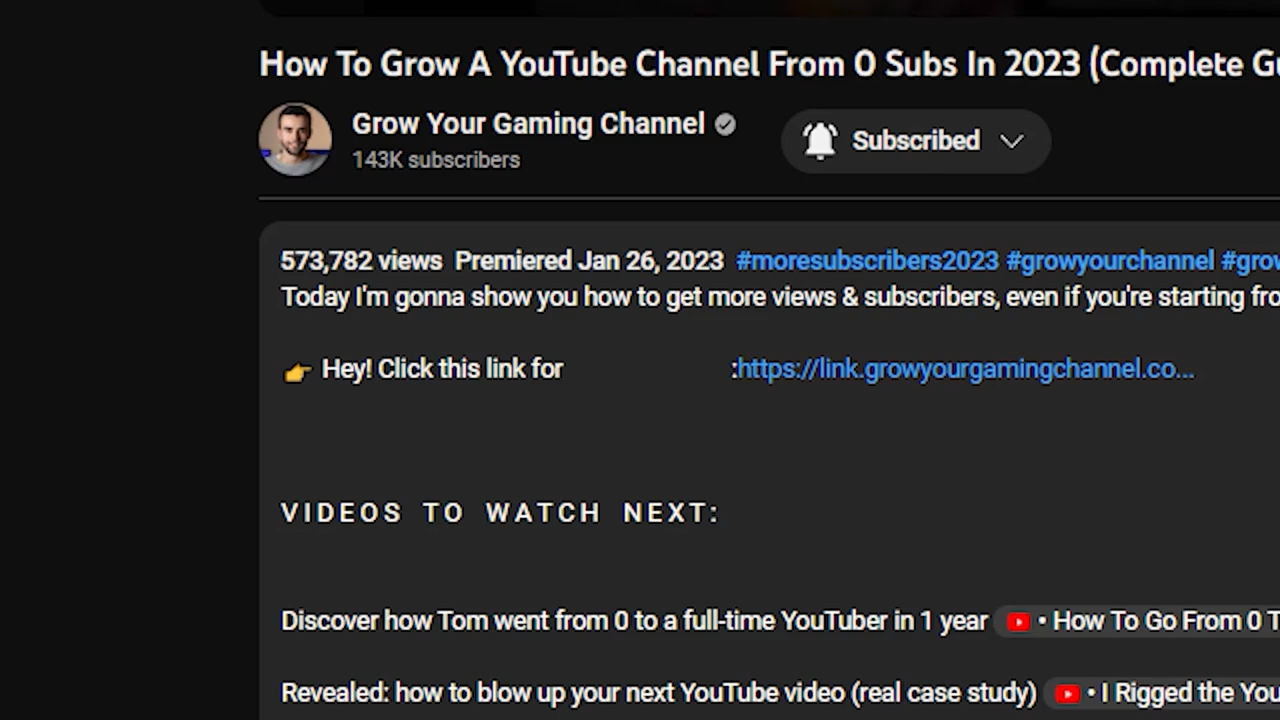 How To Grow A YouTube Channel From 0 Subs In 2023 (Complete
Grow Your Gaming Channel
143K subscribers
Subscribed
573,782 views Premiered Jan 26, 2023 #moresubscribers2023 #growyourchannel
Today I'm gonna show you how to get more views & subscribers, even if you're starting
👉 Hey! Click this link for :https://link.growyourgamingchannel.co...
VIDEOS TO WATCH NEXT:
Discover how Tom went from 0 to a full-time YouTuber in 1 year • How To Go From 0
Revealed: how to blow up your next YouTube video (real case study) • I Rigged the